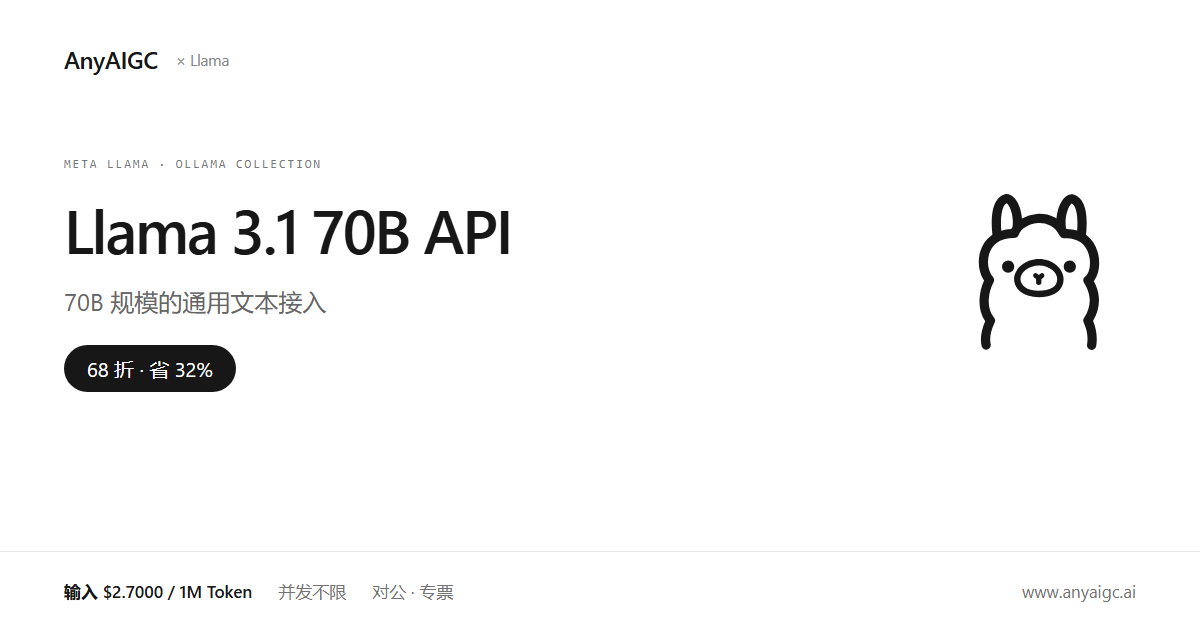 AnyAIGC × Llama
META LLAMA · OLLAMA COLLECTION
Llama 3.1 70B API
70B 规模的通用文本接入
68 折 · 省 32%
输入 $2.7000 / 1M Token 并发不限 对公 · 专票 www.anyaigc.ai